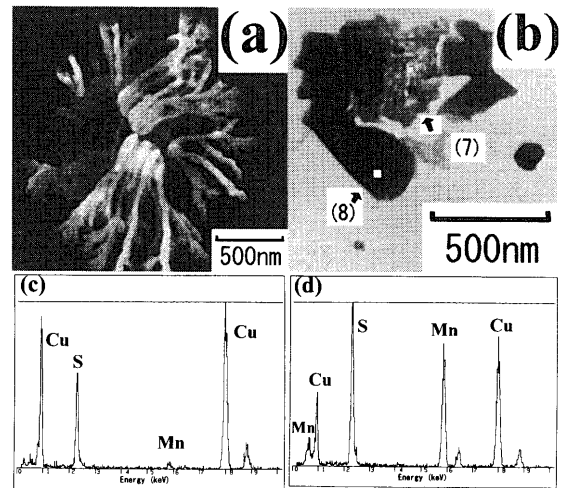 (a)
500nm
(b)
(7)
(8)
500nm
(c)
Cu
S
Mn
Cu
Energy (keV)
(d)
Mn
Cu
S
Mn
Cu
Energy (keV)